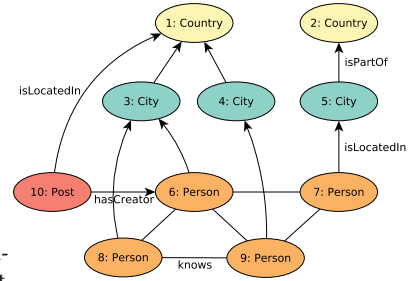 1: Country
2: Country
isPartOf
isLocatedIn
3: City
4: City
5: City
isLocatedIn
10: Post
hasCreator
6: Person
7: Person
8: Person
knows
9: Person